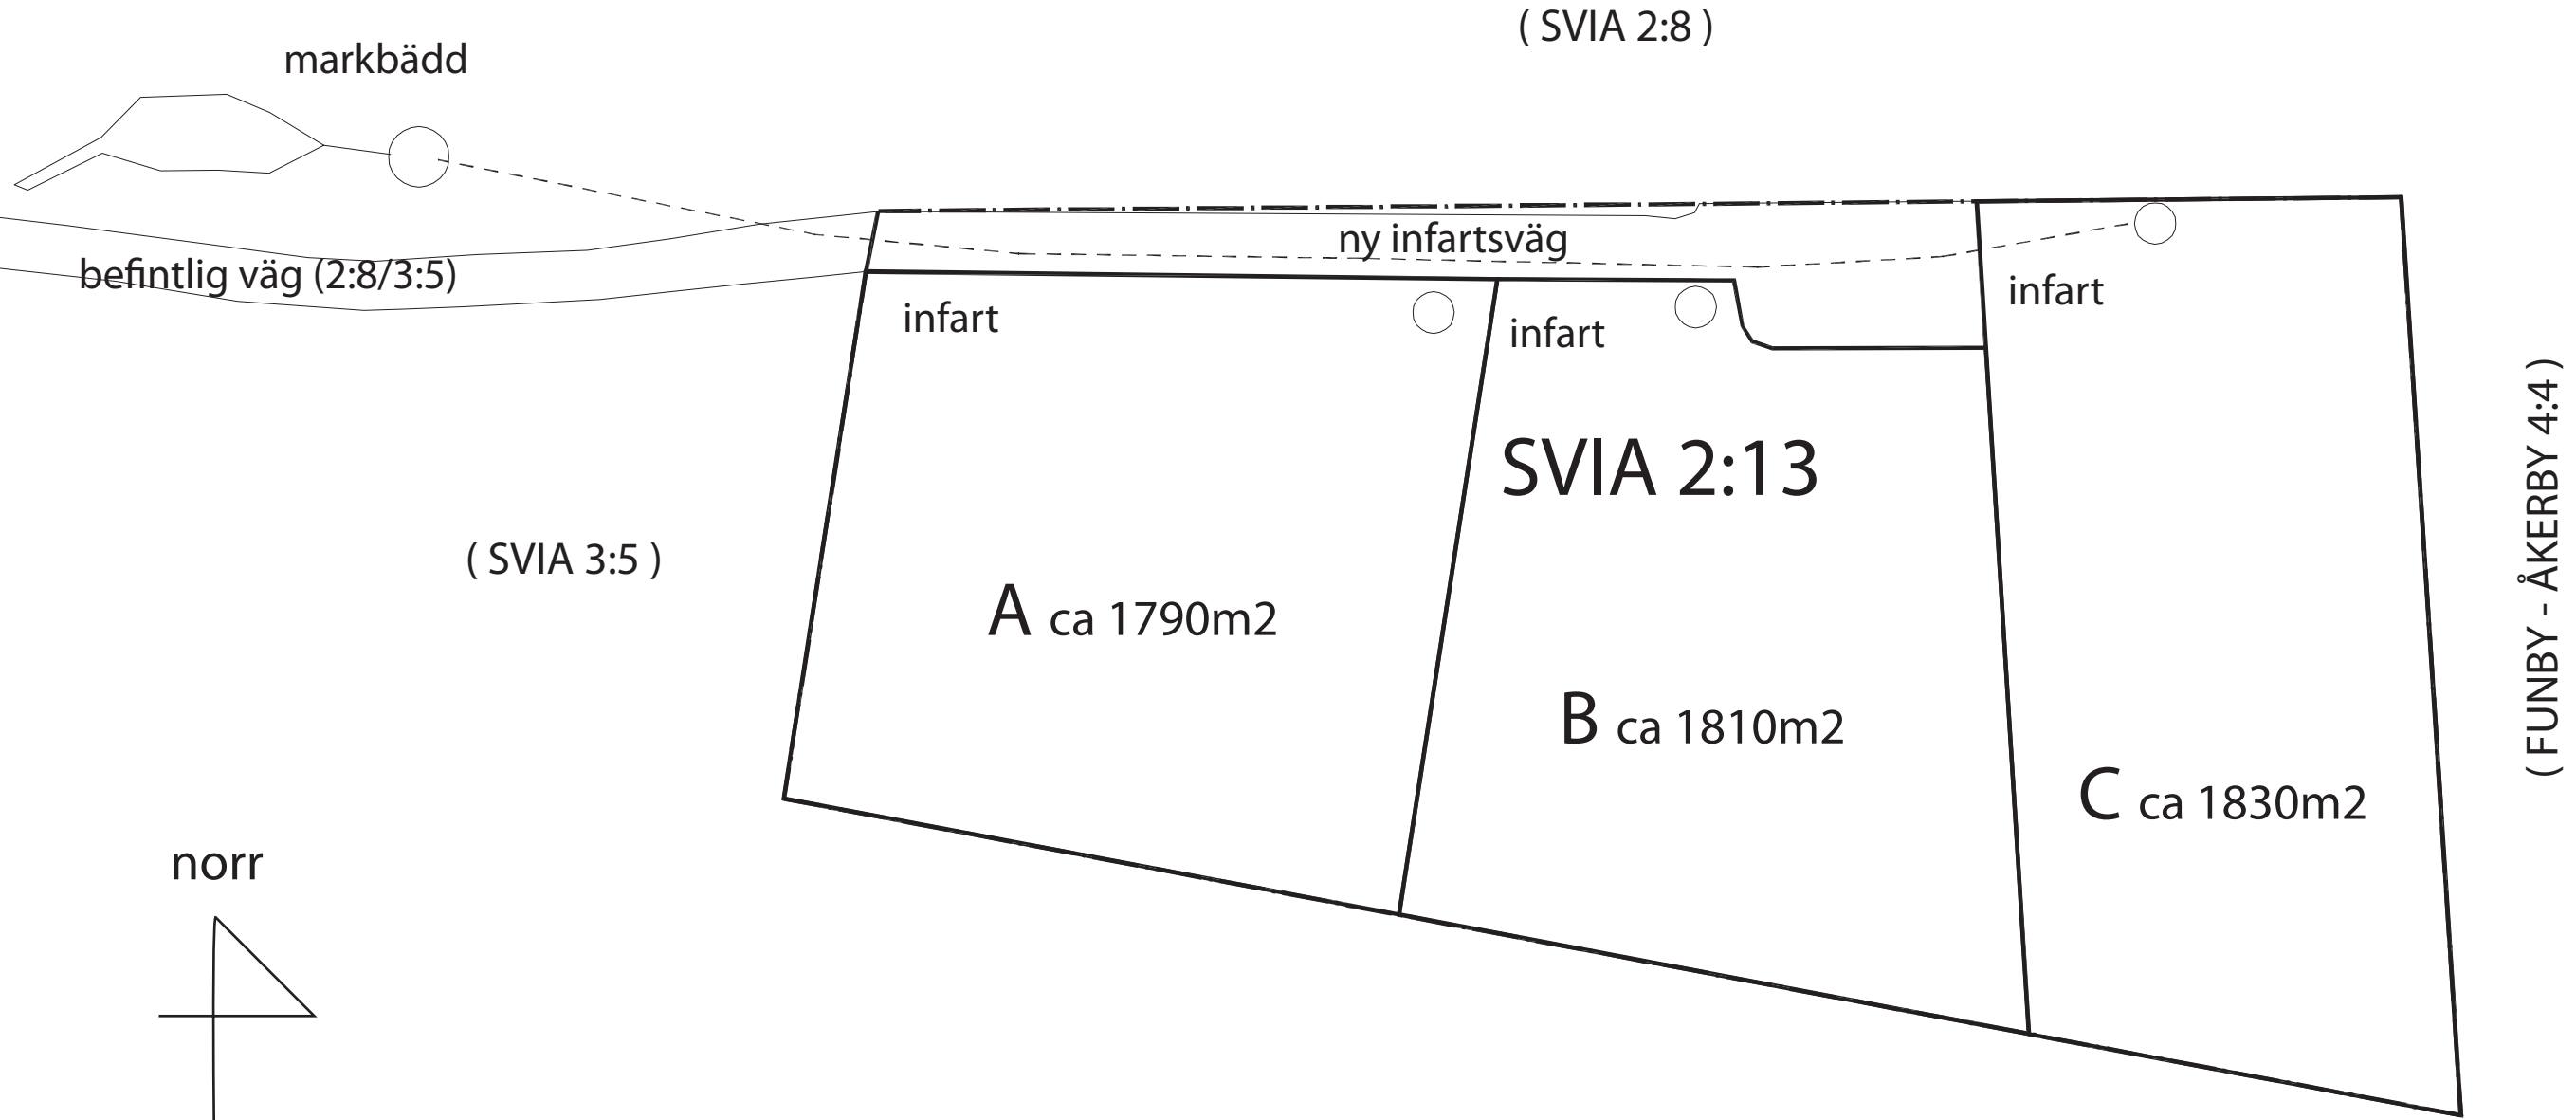 ( SVIA 2:8 )
markbädd
ny infartsväg
befintlig väg (2:8/3:5)
infart
infart
infart
SVIA 2:13
( FUNBY - ÅKERBY 4:4 )
( SVIA 3:5 )
A ca 1790m2
B ca 1810m2
C ca 1830m2
norr